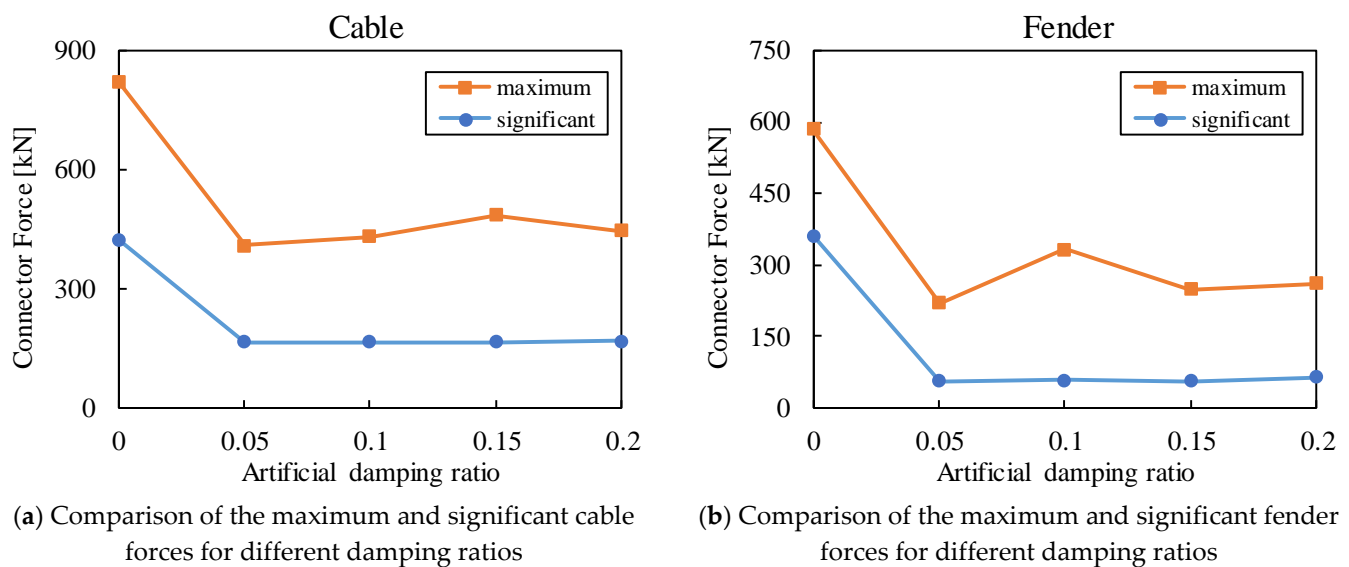 Cable
900
600
300
0
Connector Force [kN]
maximum
significant
0 0.05 0.1 0.15 0.2
Artificial damping ratio
(a) Comparison of the maximum and significant cable
forces for different damping ratios
Fender
750
600
450
300
150
0
Connector Force [kN]
maximum
significant
0 0.05 0.1 0.15 0.2
Artificial damping ratio
(b) Comparison of the maximum and significant fender
forces for different damping ratios